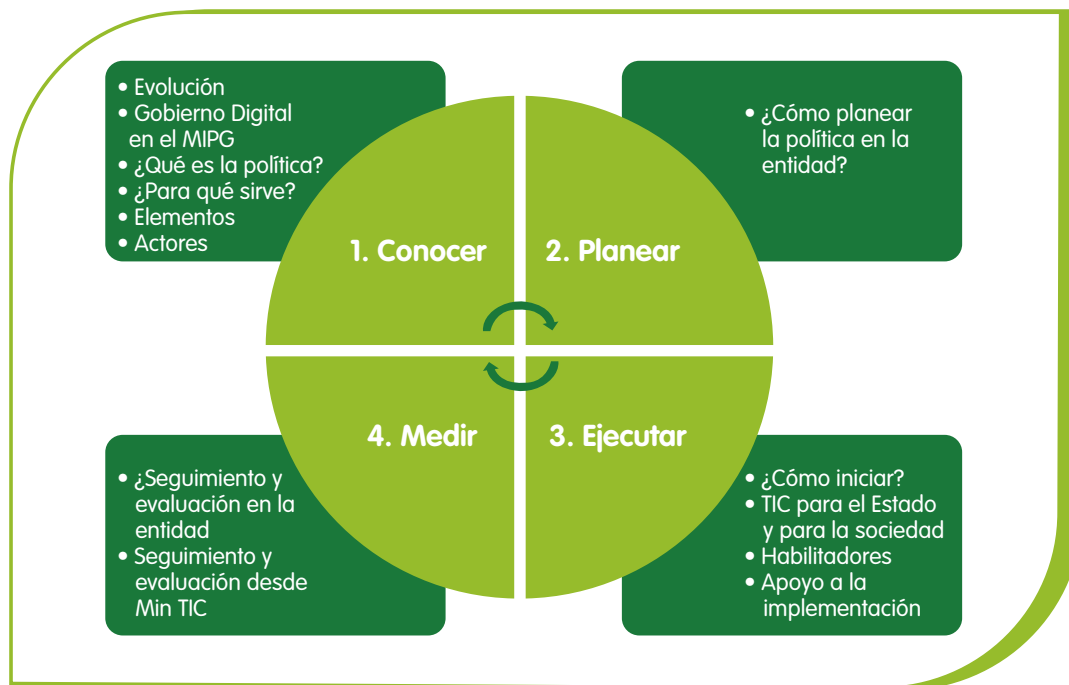 • Evolución
• Gobierno Digital
en el MIPG
• ¿Qué es la política?
• ¿Para qué sirve?
• Elementos
• Actores
1. Conocer
• ¿Cómo planear
la política en la
entidad?
2. Planear
• ¿Cómo iniciar?
• TIC para el Estado
y para la sociedad
• Habilitadores
• Apoyo a la
implementación
3. Ejecutar
• ¿Seguimiento y
evaluación en la
entidad
• Seguimiento y
evaluación desde
Min TIC
4. Medir